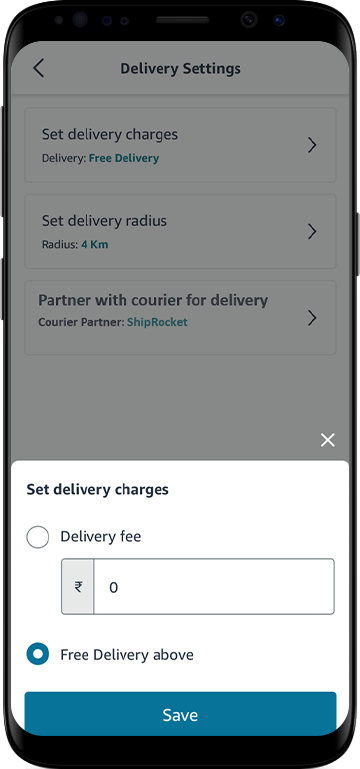 Delivery Settings
Set delivery charges
Delivery: Free Delivery
Set delivery radius
Radius: 4 Km
Partner with courier for delivery
Courier Partner: ShipRocket
Set delivery charges
Delivery fee
₹ 0
Free Delivery above
Save